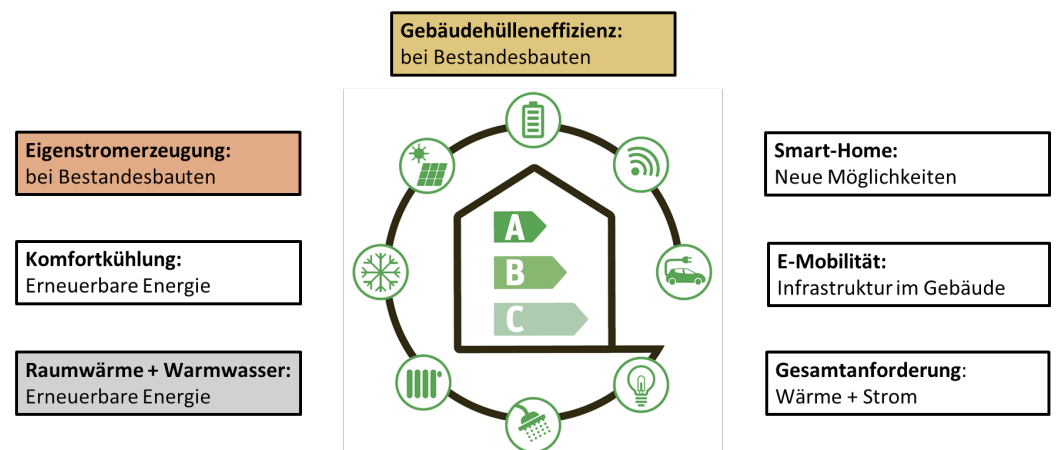 Gebäudehülleneffizienz:
bei Bestandesbauten
Eigenstromerzeugung:
bei Bestandesbauten
Komfortkühlung:
Erneuerbare Energie
Raumwärme + Warmwasser:
Erneuerbare Energie
A
B
C
Smart-Home:
Neue Möglichkeiten
E-Mobilität:
Infrastruktur im Gebäude
Gesamtanforderung:
Wärme + Strom